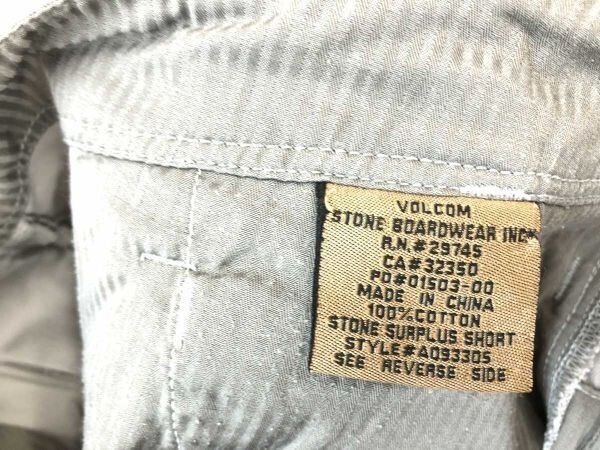 VOLCOM
STONE BOARDWEAR INC*
R.N.#29745
CA#32350
PO#01503-00
MADE IN CHINA
100%COTTON
STONE SURPLUS SHORT
STYLE#A093305
SEE REVERSE SIDE